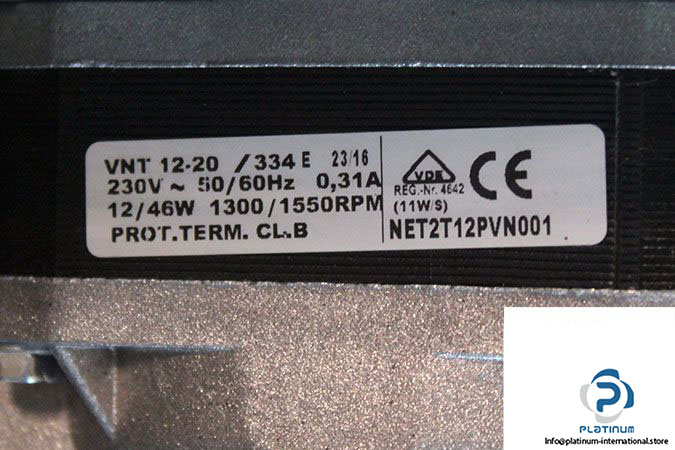 VNT 12-20 /334 E 23/16
230V ~ 50/60Hz 0,31A
12/46W 1300/1550RPM
PROT.TERM. CL.B
VDE
REG.-Nr. 4642
(11W/S)
CE
NET2T12PVN001
PLATINUM
info@platinum-international.store